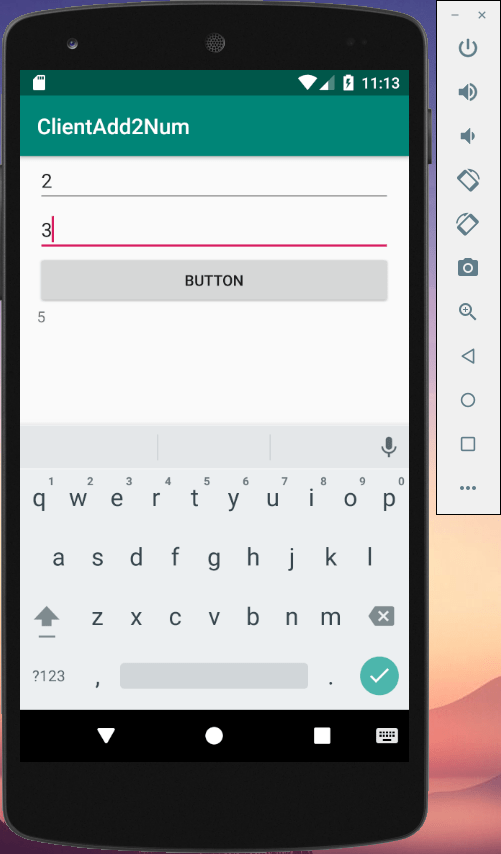 11:13
ClientAdd2Num
2
3
BUTTON
5
1 2 3 4 5 6 7 8 9 0
q w e r t y u i o p
a s d f g h j k l
z x c v b n m
?123 , .